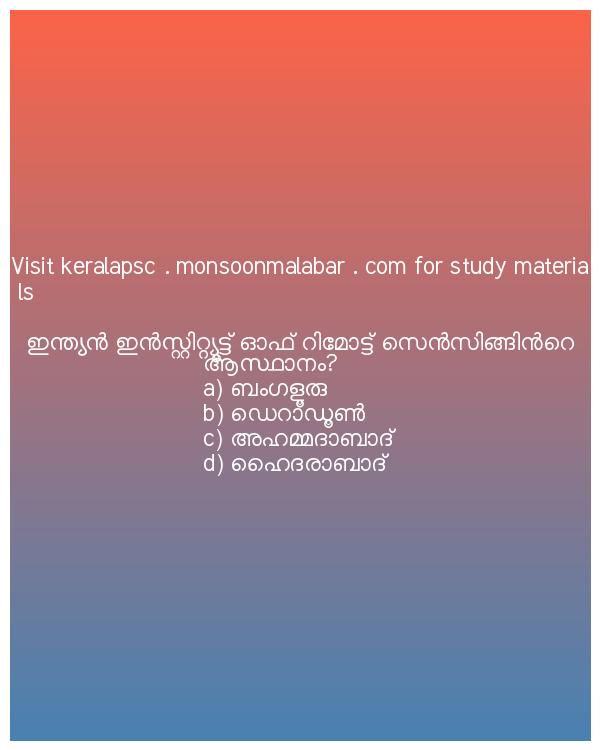 Visit keralapsc . monsoonmalabar . com for study materia
ls
ഇന്ത്യൻ ഇൻസ്റ്റിറ്റ്യൂട്ട് ഓഫ് റിമോട്ട് സെൻസിങ്ങിൻറെ
ആസ്ഥാനം?
a) ബംഗളൂരു
b) ഡെറാഡൂൺ
c) അഹമ്മദാബാദ്
d) ഹൈദരാബാദ്